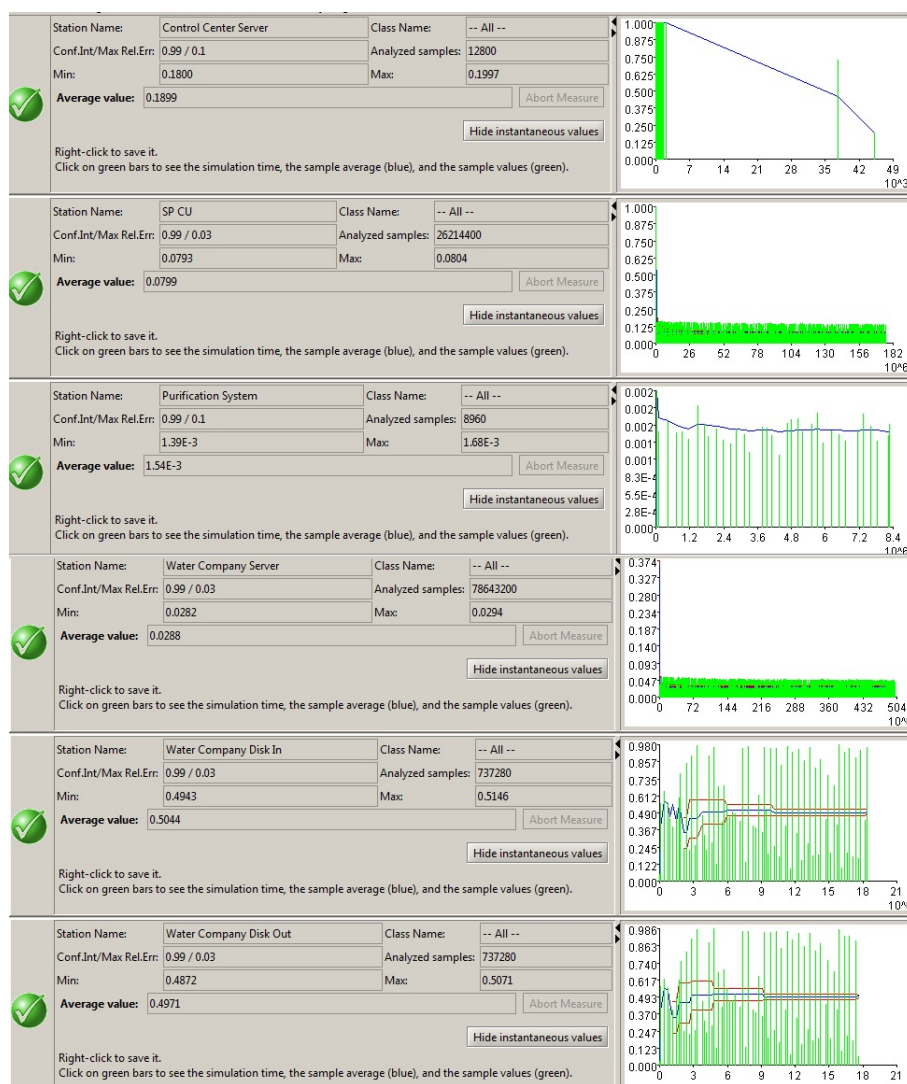 Station Name: Control Center Server Class Name: -- All --
Conf.Int/Max Rel.Err: 0.99 / 0.1 Analyzed samples: 12800
Min: 0.1800 Max: 0.1997
Average value: 0.1899 Abort Measure
Hide instantaneous values
Right-click to save it.
Click on green bars to see the simulation time, the sample average (blue), and the sample values (green).
1.000
0.875
0.750
0.625
0.500
0.375
0.250
0.125
0.000
0 7 14 21 28 35 42 49
10^3
Station Name: SP CU Class Name: -- All --
Conf.Int/Max Rel.Err: 0.99 / 0.03 Analyzed samples: 26214400
Min: 0.0793 Max: 0.0804
Average value: 0.0799 Abort Measure
Hide instantaneous values
Right-click to save it.
Click on green bars to see the simulation time, the sample average (blue), and the sample values (green).
1.000
0.875
0.750
0.625
0.500
0.375
0.250
0.125
0.000
0 26 52 78 104 130 156 182
10^6
Station Name: Purification System Class Name: -- All --
Conf.Int/Max Rel.Err: 0.99 / 0.1 Analyzed samples: 8960
Min: 1.39E-3 Max: 1.68E-3
Average value: 1.54E-3 Abort Measure
Hide instantaneous values
Right-click to save it.
Click on green bars to see the simulation time, the sample average (blue), and the sample values (green).
0.002
0.002
0.002
0.001
0.001
8.3E-4
5.5E-4
2.8E-4
0.000
0 1.2 2.4 3.6 4.8 6 7.2 8.4
10^6
Station Name: Water Company Server Class Name: -- All --
Conf.Int/Max Rel.Err: 0.99 / 0.03 Analyzed samples: 78643200
Min: 0.0282 Max: 0.0294
Average value: 0.0288 Abort Measure
Hide instantaneous values
Right-click to save it.
Click on green bars to see the simulation time, the sample average (blue), and the sample values (green).
0.374
0.327
0.280
0.234
0.187
0.140
0.093
0.047
0.000
0 72 144 216 288 360 432 504
Station Name: Water Company Disk In Class Name: -- All --
Conf.Int/Max Rel.Err: 0.99 / 0.03 Analyzed samples: 737280
Min: 0.4943 Max: 0.5146
Average value: 0.5044 Abort Measure
Hide instantaneous values
Right-click to save it.
Click on green bars to see the simulation time, the sample average (blue), and the sample values (green).
0.980
0.857
0.735
0.612
0.490
0.367
0.245
0.122
0.000
0 3 6 9 12 15 18 21
Station Name: Water Company Disk Out Class Name: -- All --
Conf.Int/Max Rel.Err: 0.99 / 0.03 Analyzed samples: 737280
Min: 0.4872 Max: 0.5071
Average value: 0.4971 Abort Measure
Hide instantaneous values
Right-click to save it.
Click on green bars to see the simulation time, the sample average (blue), and the sample values (green).
0.986
0.863
0.740
0.617
0.493
0.370
0.247
0.123
0.000
0 3 6 9 12 15 18 21